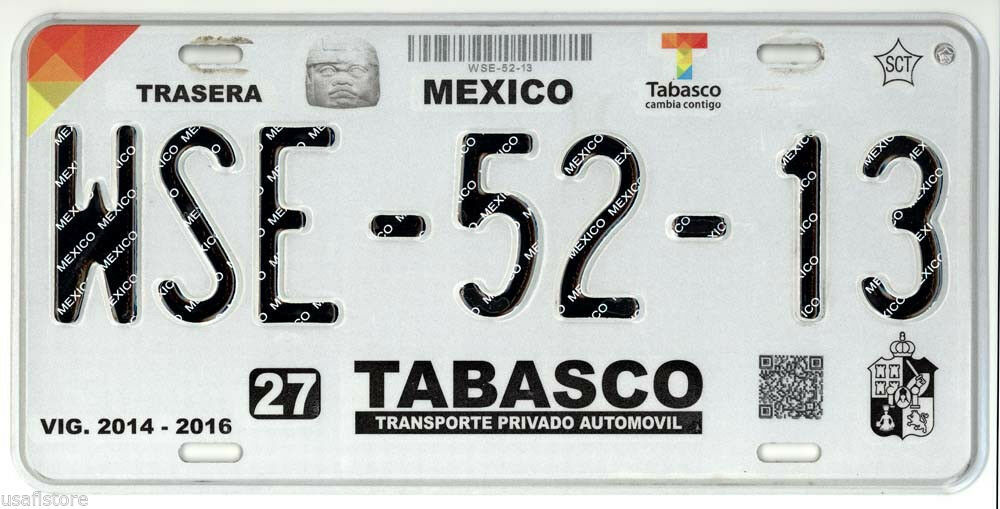 WSE-52-13
TRASERA
MEXICO
T
Tabasco
cambia contigo
SCT
WSE-52-13
27
TABASCO
TRANSPORTE PRIVADO AUTOMOVIL
VIG. 2014 - 2016
usaflstore